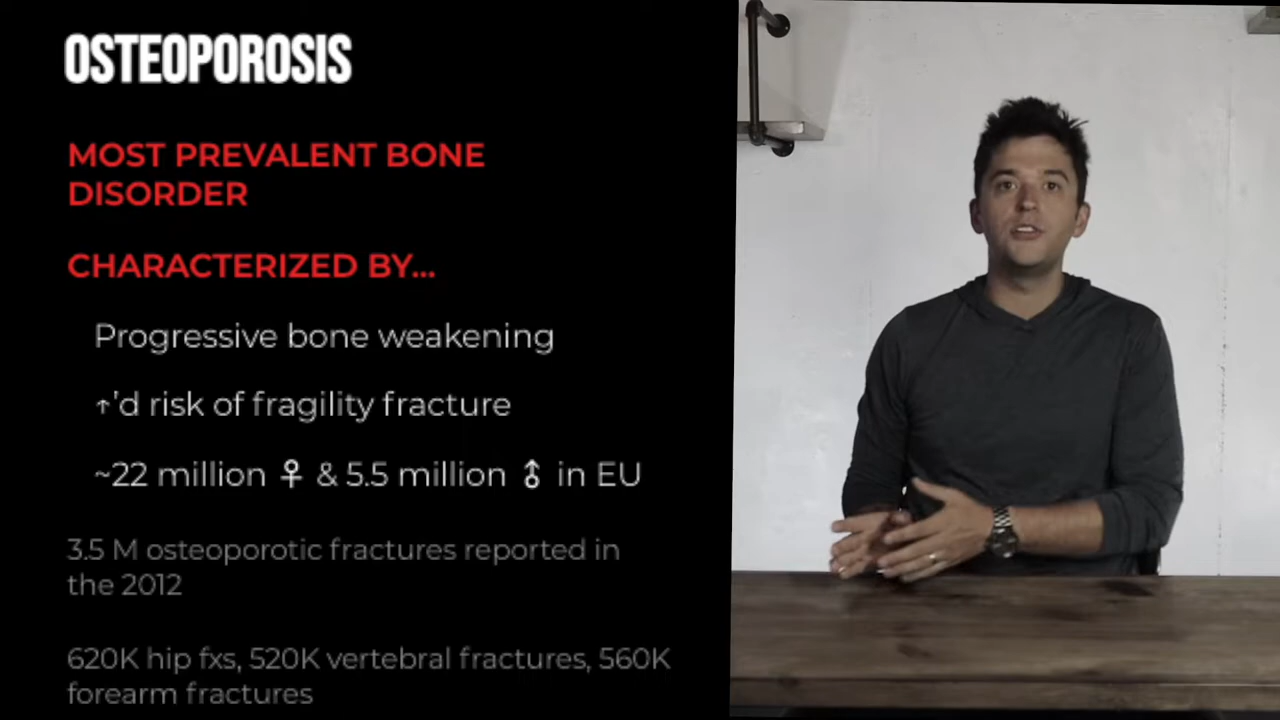 OSTEOPOROSIS
MOST PREVALENT BONE
DISORDER
CHARACTERIZED BY...
Progressive bone weakening
↑'d risk of fragility fracture
~22 million ♀ & 5.5 million ⚦ in EU
3.5 M osteoporotic fractures reported in
the 2012
620K hip fxs, 520K vertebral fractures, 560K
forearm fractures